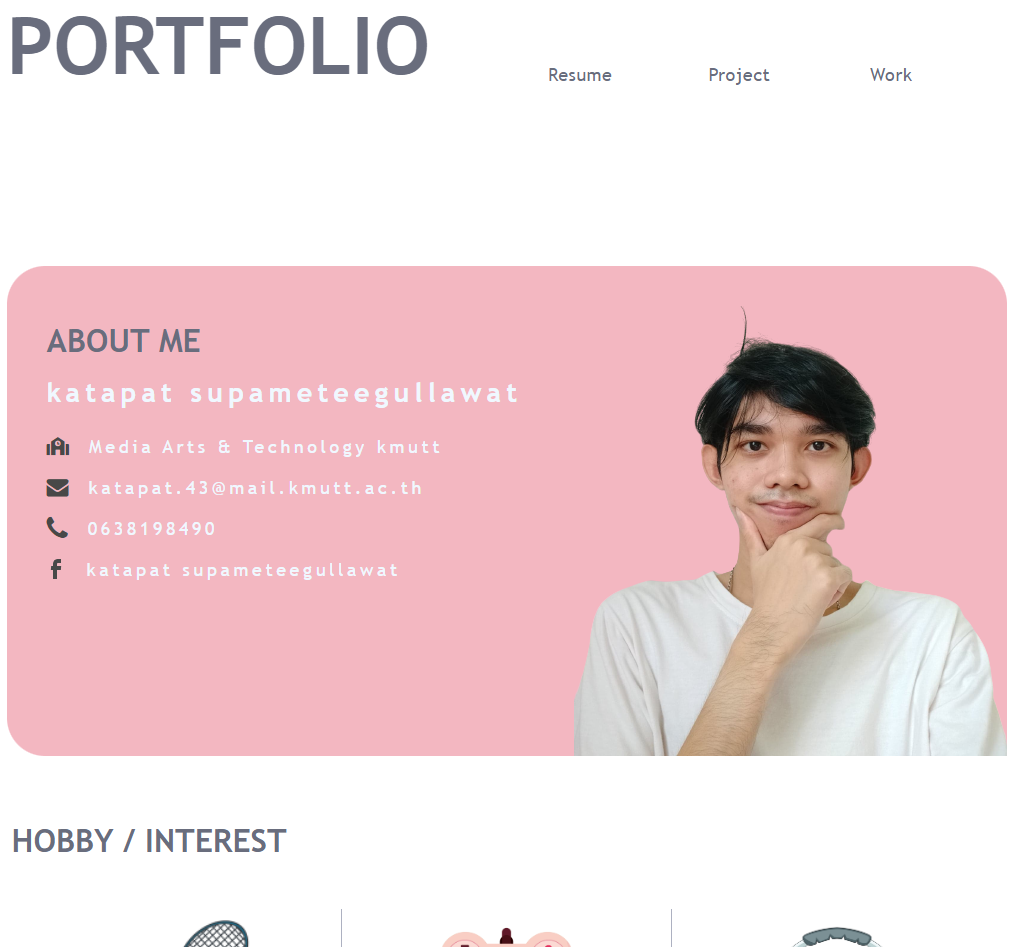 PORTFOLIO
Resume Project Work
ABOUT ME
katapat supameteegullawat
Media Arts & Technology kmutt
katapat.43@mail.kmutt.ac.th
0638198490
katapat supameteegullawat
HOBBY / INTEREST